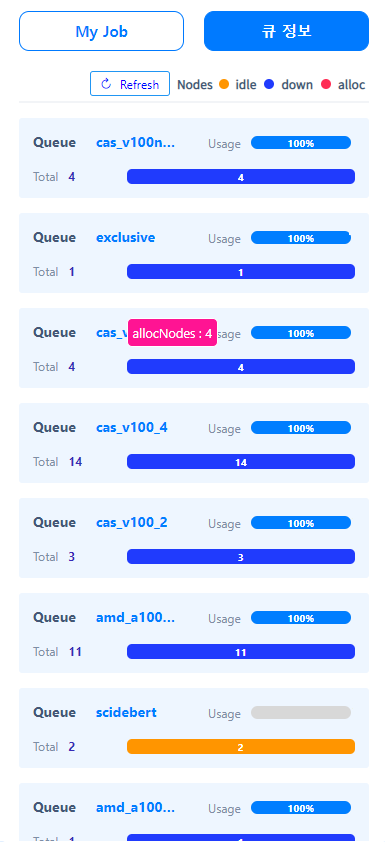 My Job 큐 정보
Refresh Nodes idle down alloc
Queue cas_v100n... Usage 100%
Total 4 4
Queue exclusive Usage 100%
Total 1 1
Queue cas_v allocNodes : 4 sage 100%
Total 4 4
Queue cas_v100_4 Usage 100%
Total 14 14
Queue cas_v100_2 Usage 100%
Total 3 3
Queue amd_a100... Usage 100%
Total 11 11
Queue scidebert Usage
Total 2 2
Queue amd_a100... Usage 100%